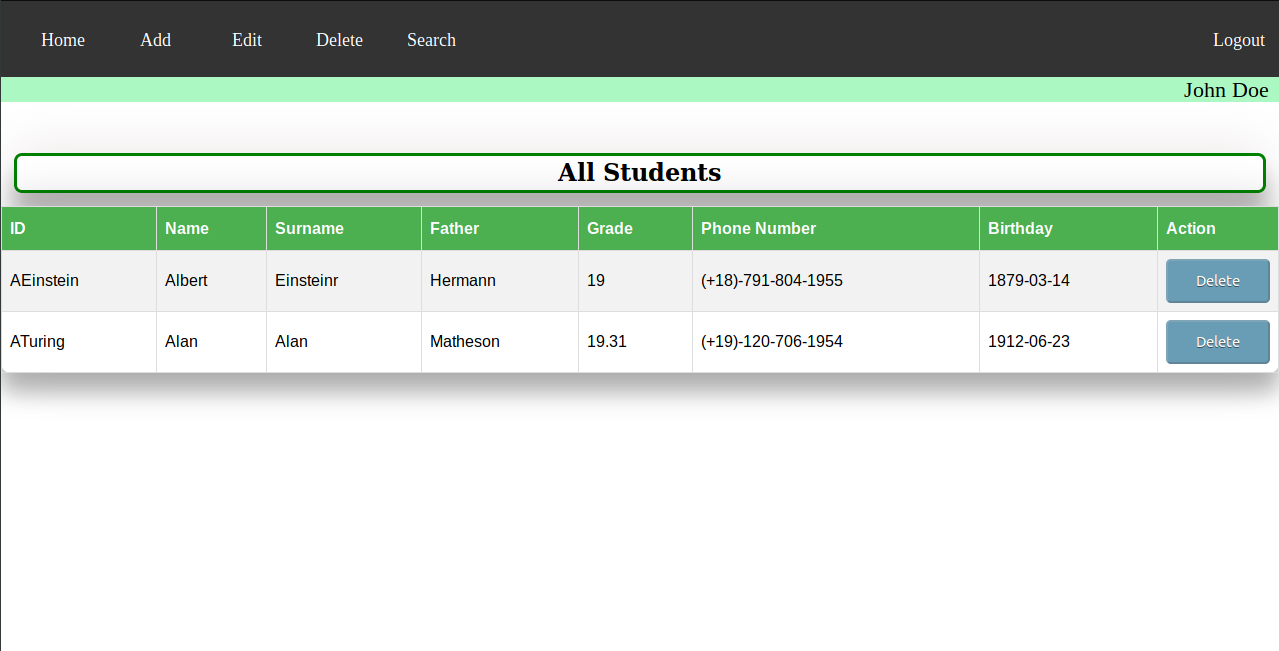 Home Add Edit Delete Search Logout
John Doe
All Students
ID Name Surname Father Grade Phone Number Birthday Action
AEinstein Albert Einsteinr Hermann 19 (+18)-791-804-1955 1879-03-14 Delete
ATuring Alan Alan Matheson 19.31 (+19)-120-706-1954 1912-06-23 Delete